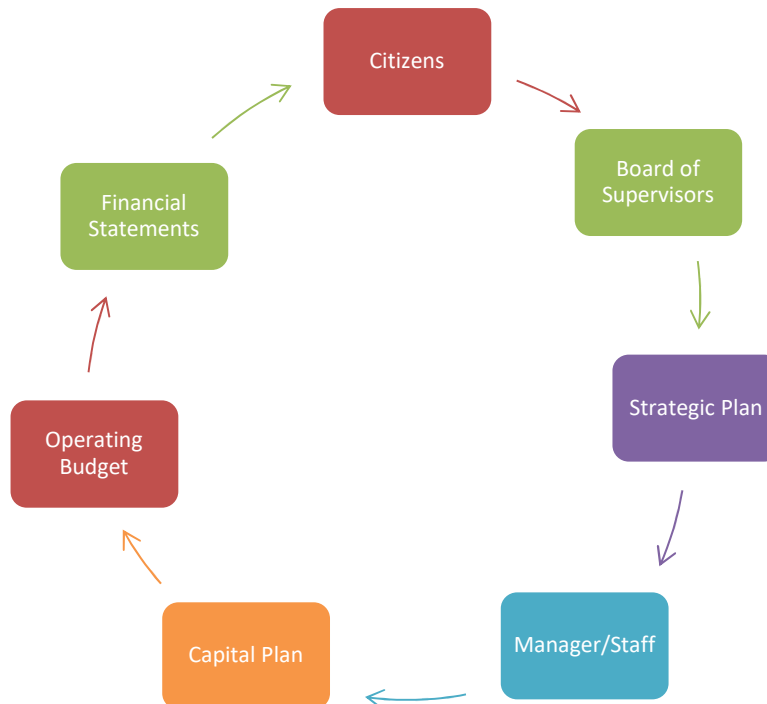 Citizens
Board of
Supervisors
Strategic Plan
Manager/Staff
Capital Plan
Operating
Budget
Financial
Statements